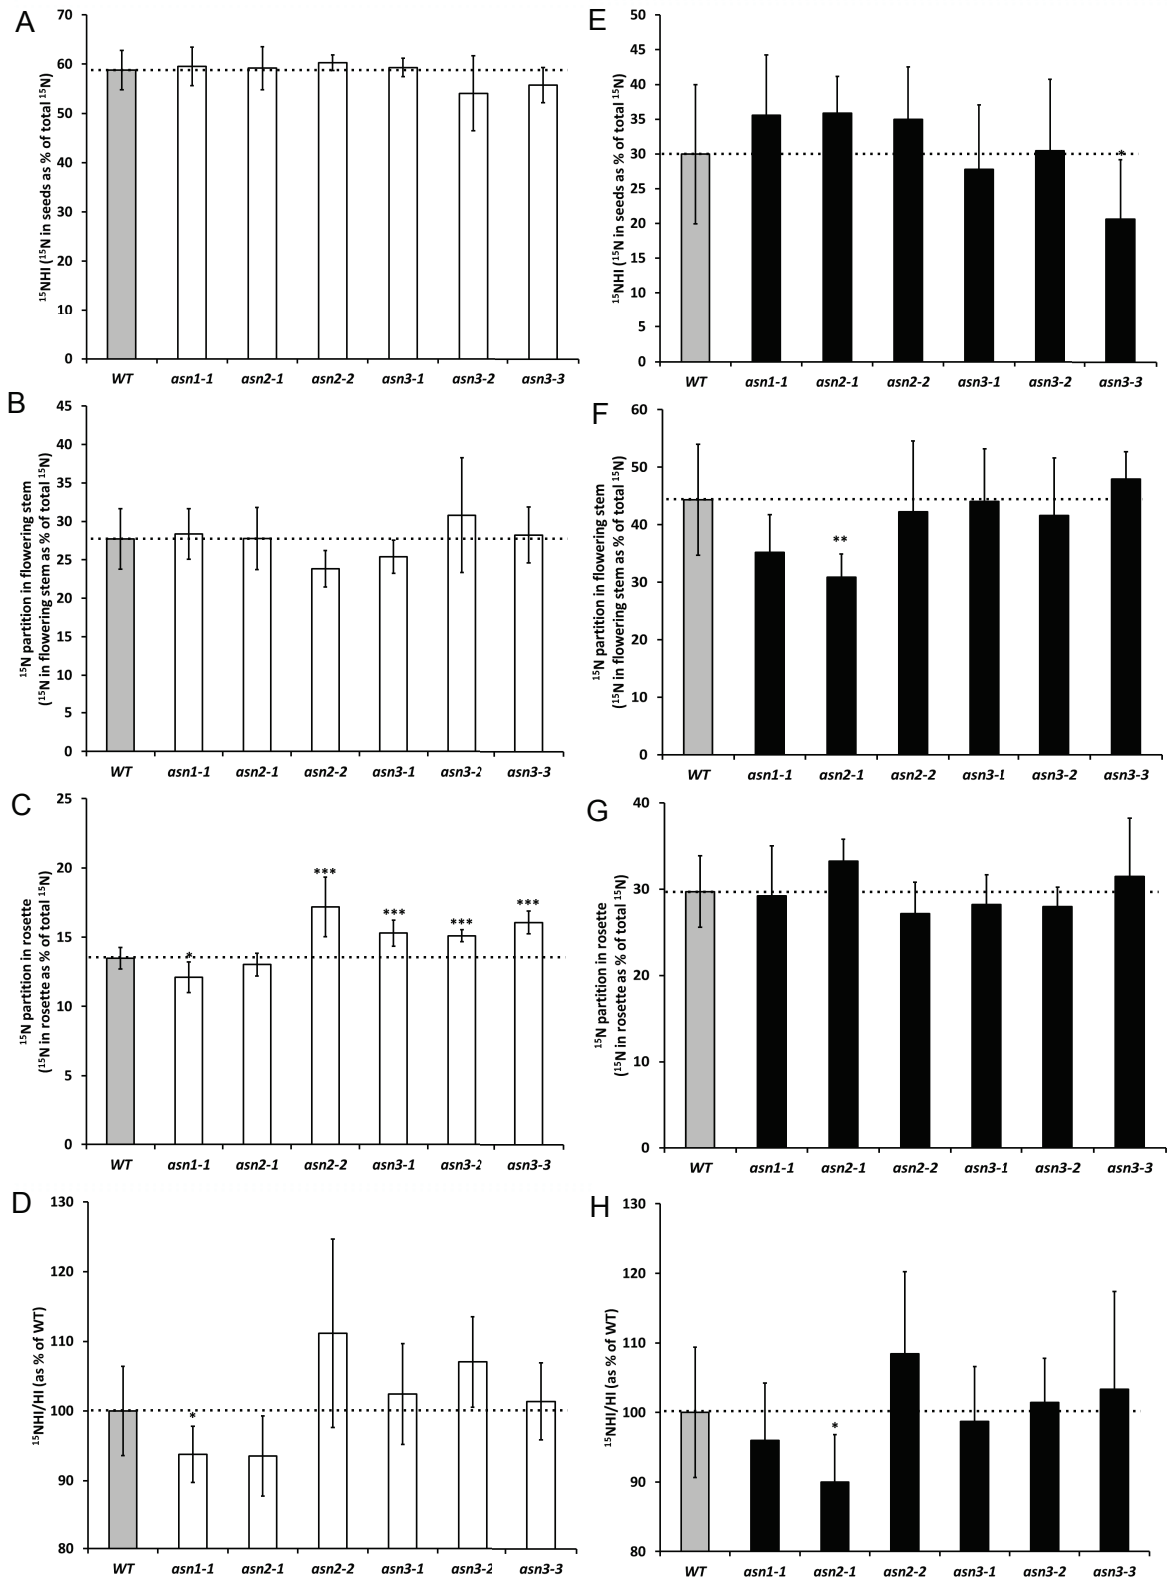 A
¹⁵NHI (¹⁵N in seeds as % of total ¹⁵N)
70
60
50
40
30
20
10
0
WT asn1-1 asn2-1 asn2-2 asn3-1 asn3-2 asn3-3
B
¹⁵N partition in flowering stem
(¹⁵N in flowering stem as % of total ¹⁵N)
45
40
35
30
25
20
15
10
5
0
WT asn1-1 asn2-1 asn2-2 asn3-1 asn3-2 asn3-3
C
¹⁵N partition in rosette
(¹⁵N in rosette as % of total ¹⁵N)
25
20
15
10
5
0
* *** *** *** ***
WT asn1-1 asn2-1 asn2-2 asn3-1 asn3-2 asn3-3
D
¹⁵NHI/HI (as % of WT)
130
120
110
100
90
80
*
WT asn1-1 asn2-1 asn2-2 asn3-1 asn3-2 asn3-3
E
¹⁵NHI (¹⁵N in seeds as % of total ¹⁵N)
50
45
40
35
30
25
20
15
10
5
0
*
WT asn1-1 asn2-1 asn2-2 asn3-1 asn3-2 asn3-3
F
¹⁵N partition in flowering stem
(¹⁵N in flowering stem as % of total ¹⁵N)
60
50
40
30
20
10
0
**
WT asn1-1 asn2-1 asn2-2 asn3-1 asn3-2 asn3-3
G
¹⁵N partition in rosette
(¹⁵N in rosette as % of total ¹⁵N)
40
30
20
10
0
WT asn1-1 asn2-1 asn2-2 asn3-1 asn3-2 asn3-3
H
¹⁵NHI/HI (as % of WT)
130
120
110
100
90
80
*
WT asn1-1 asn2-1 asn2-2 asn3-1 asn3-2 asn3-3